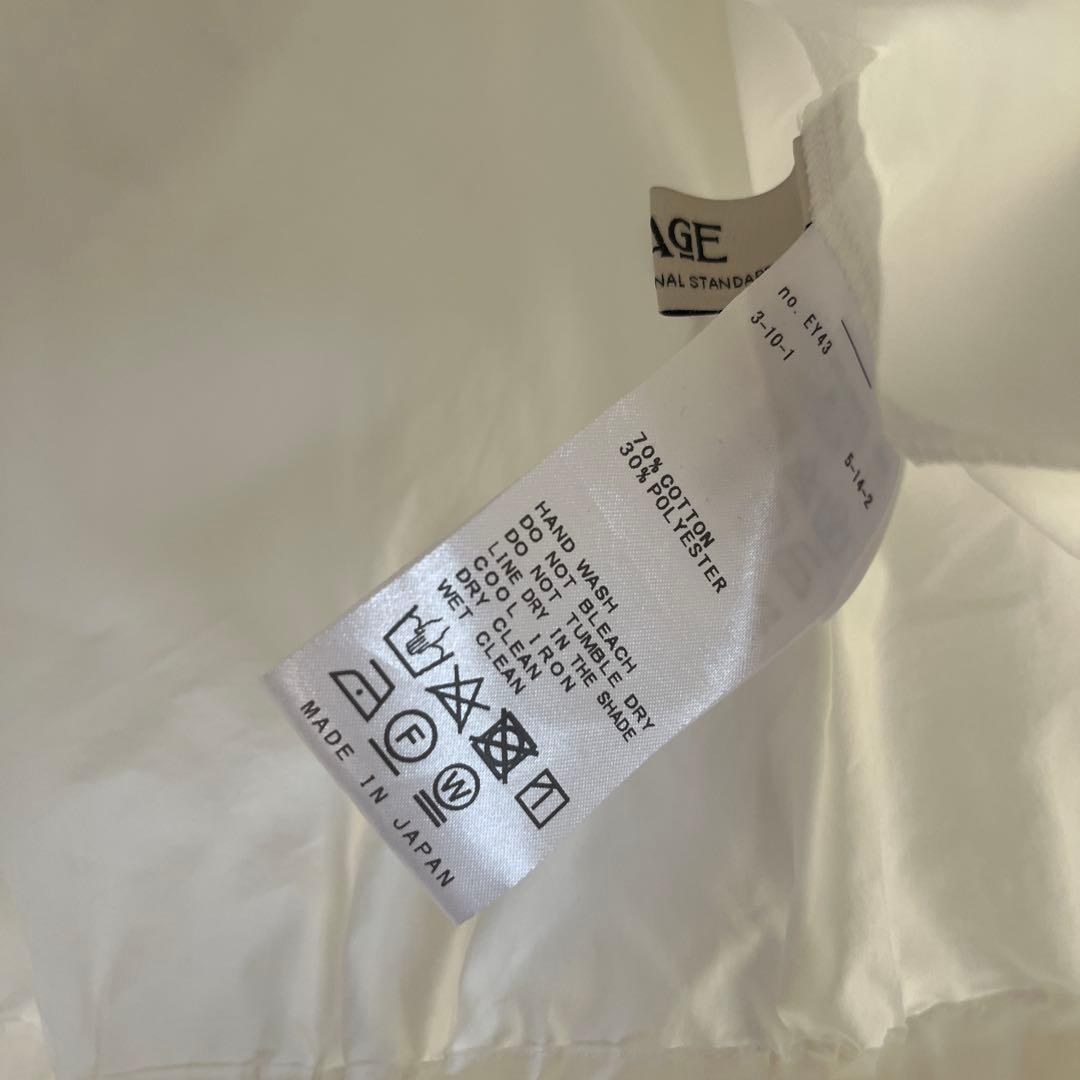 AGE
NAL STANDAR
no. EY43
3-10-1
5-14-2
70% COTTON
30% POLYESTER
HAND WASH
DO NOT BLEACH
DO NOT TUMBLE DRY
LINE DRY IN THE SHADE
COOL IRON
DRY CLEAN
WET CLEAN
F
W
MADE IN JAPAN